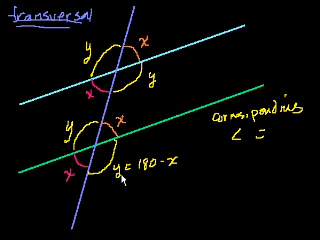 transversal
y x
x y
corresponding
∠ =
y x
x y = 180 - x